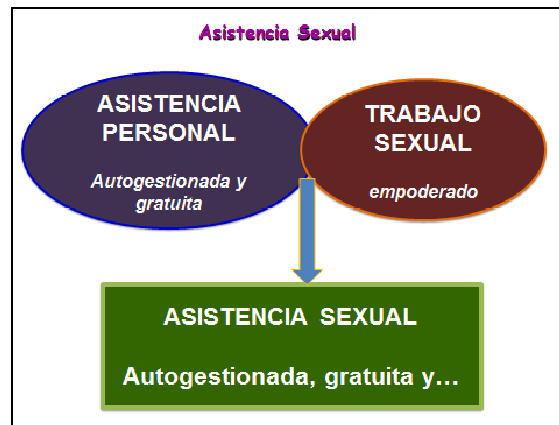 Asistencia Sexual
ASISTENCIA
PERSONAL
Autogestionada y
gratuita
TRABAJO
SEXUAL
empoderado
ASISTENCIA SEXUAL
Autogestionada, gratuita y...